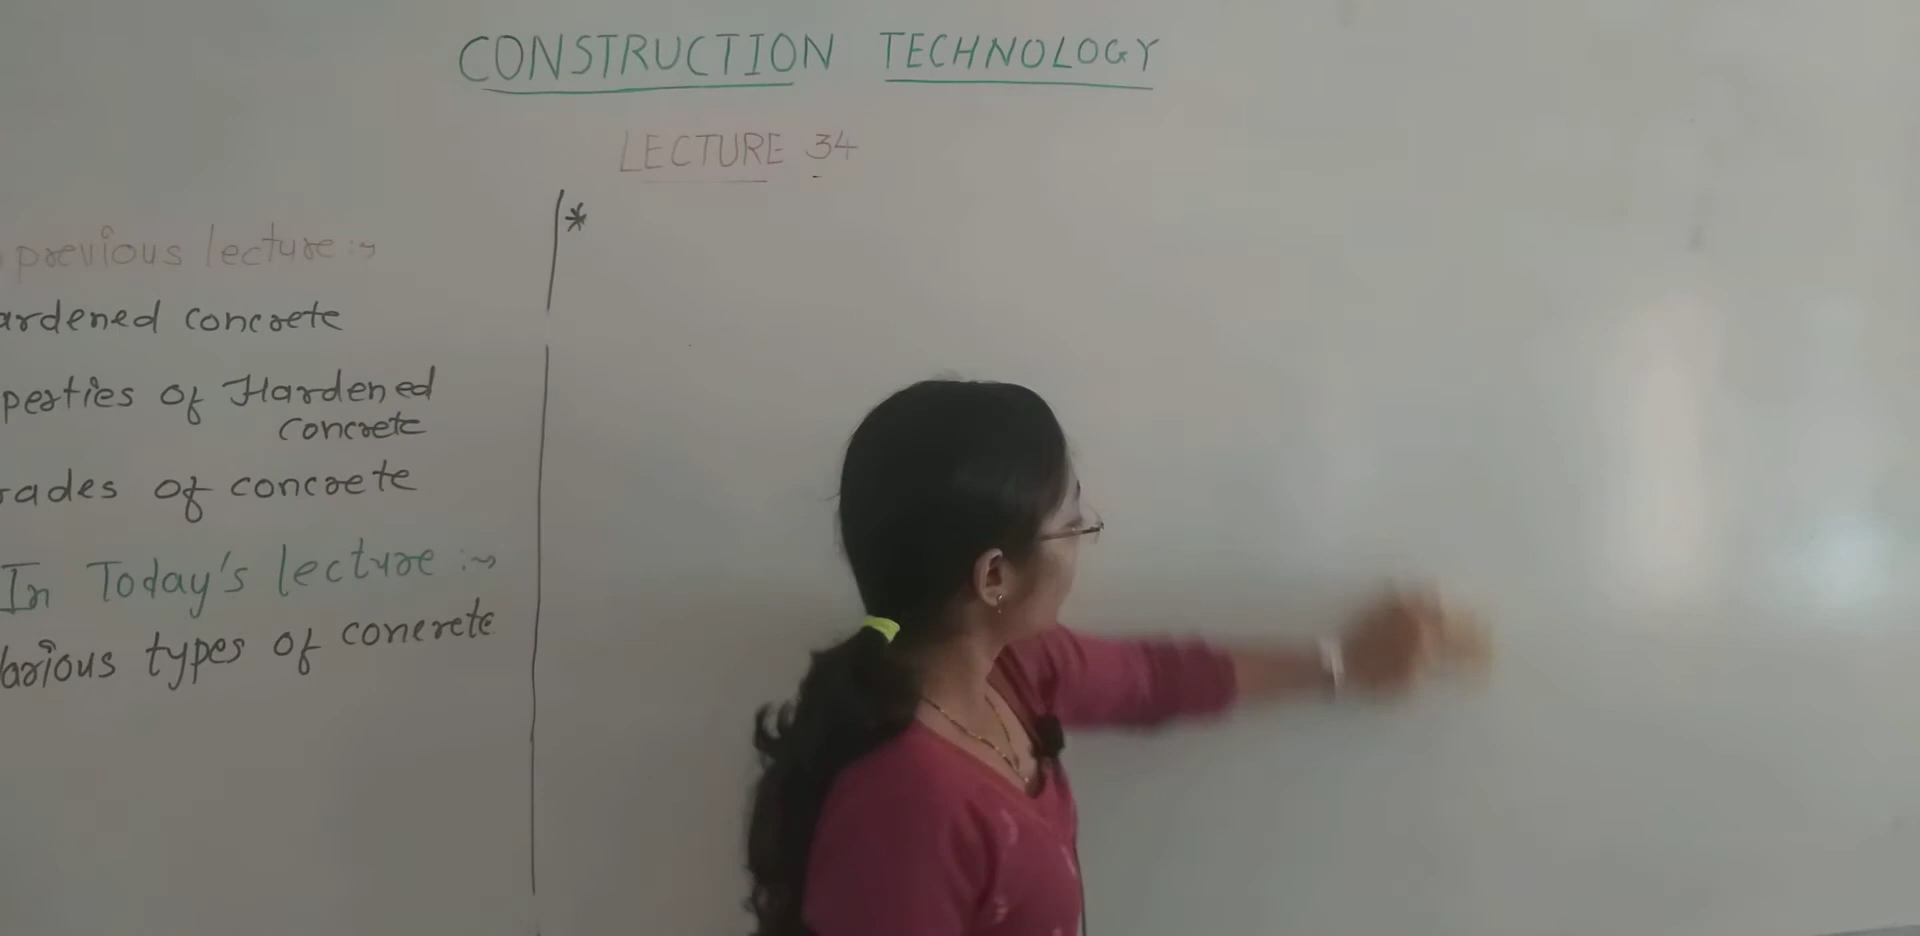 CONSTRUCTION TECHNOLOGY
LECTURE 34
previous lecture :~
*
ardened concrete
perties of Hardened
concrete
rades of concrete
In Today's lecture :~
various types of concrete